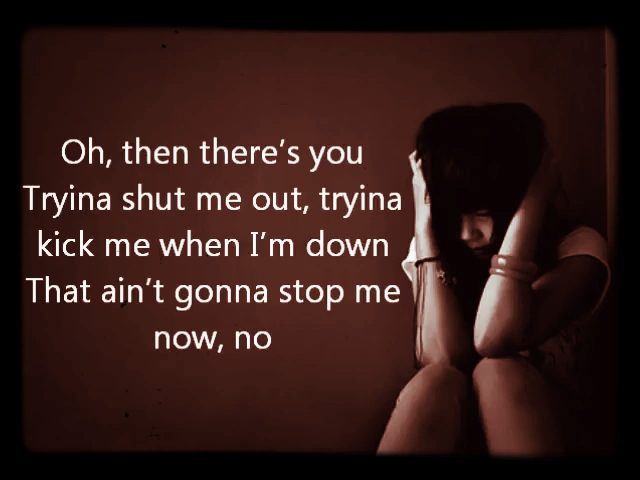 Oh, then there's you
Tryina shut me out, tryina
kick me when I'm down
That ain't gonna stop me
now, no